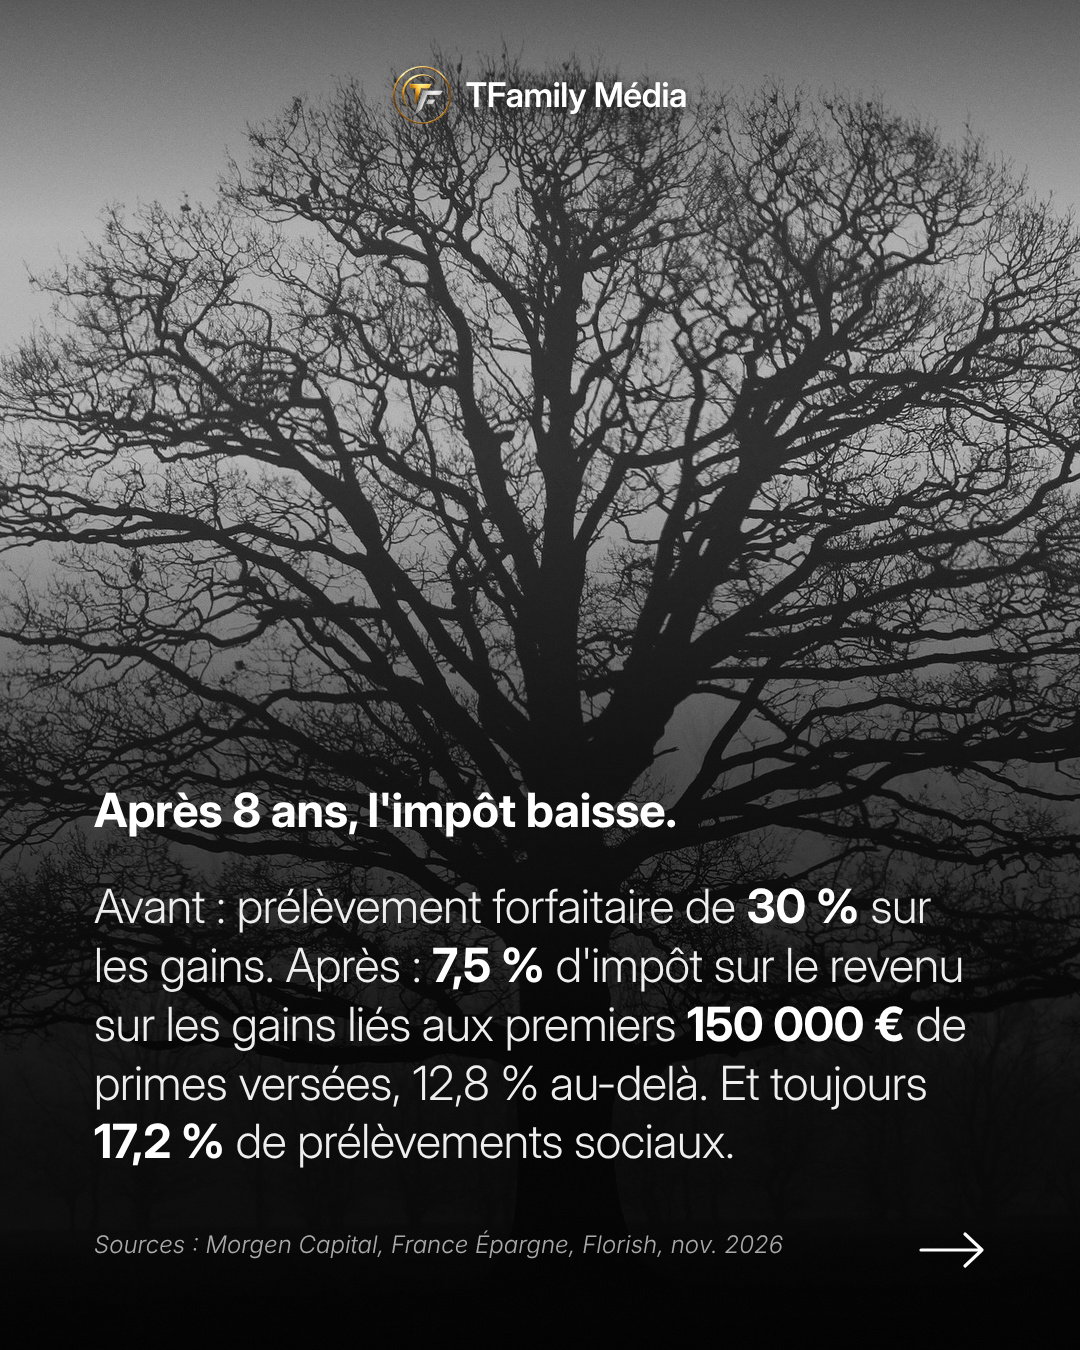 TF TFamily Média
Après 8 ans, l'impôt baisse.
Avant : prélèvement forfaitaire de 30 % sur
les gains. Après : 7,5 % d'impôt sur le revenu
sur les gains liés aux premiers 150 000 € de
primes versées, 12,8 % au-delà. Et toujours
17,2 % de prélèvements sociaux.
Sources : Morgen Capital, France Épargne, Florish, nov. 2026